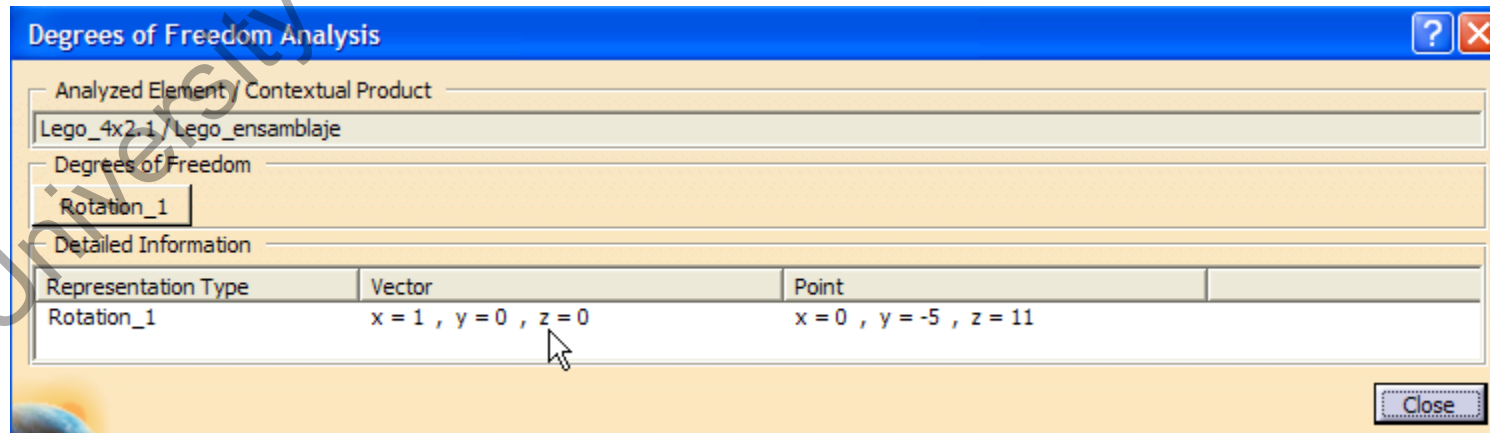 Degrees of Freedom Analysis
Analyzed Element / Contextual Product
Lego_4x2.1 / Lego_ensamblaje
Degrees of Freedom
Rotation_1
Detailed Information
Representation Type Vector Point
Rotation_1 x = 1 , y = 0 , z = 0 x = 0 , y = -5 , z = 11
Close
University